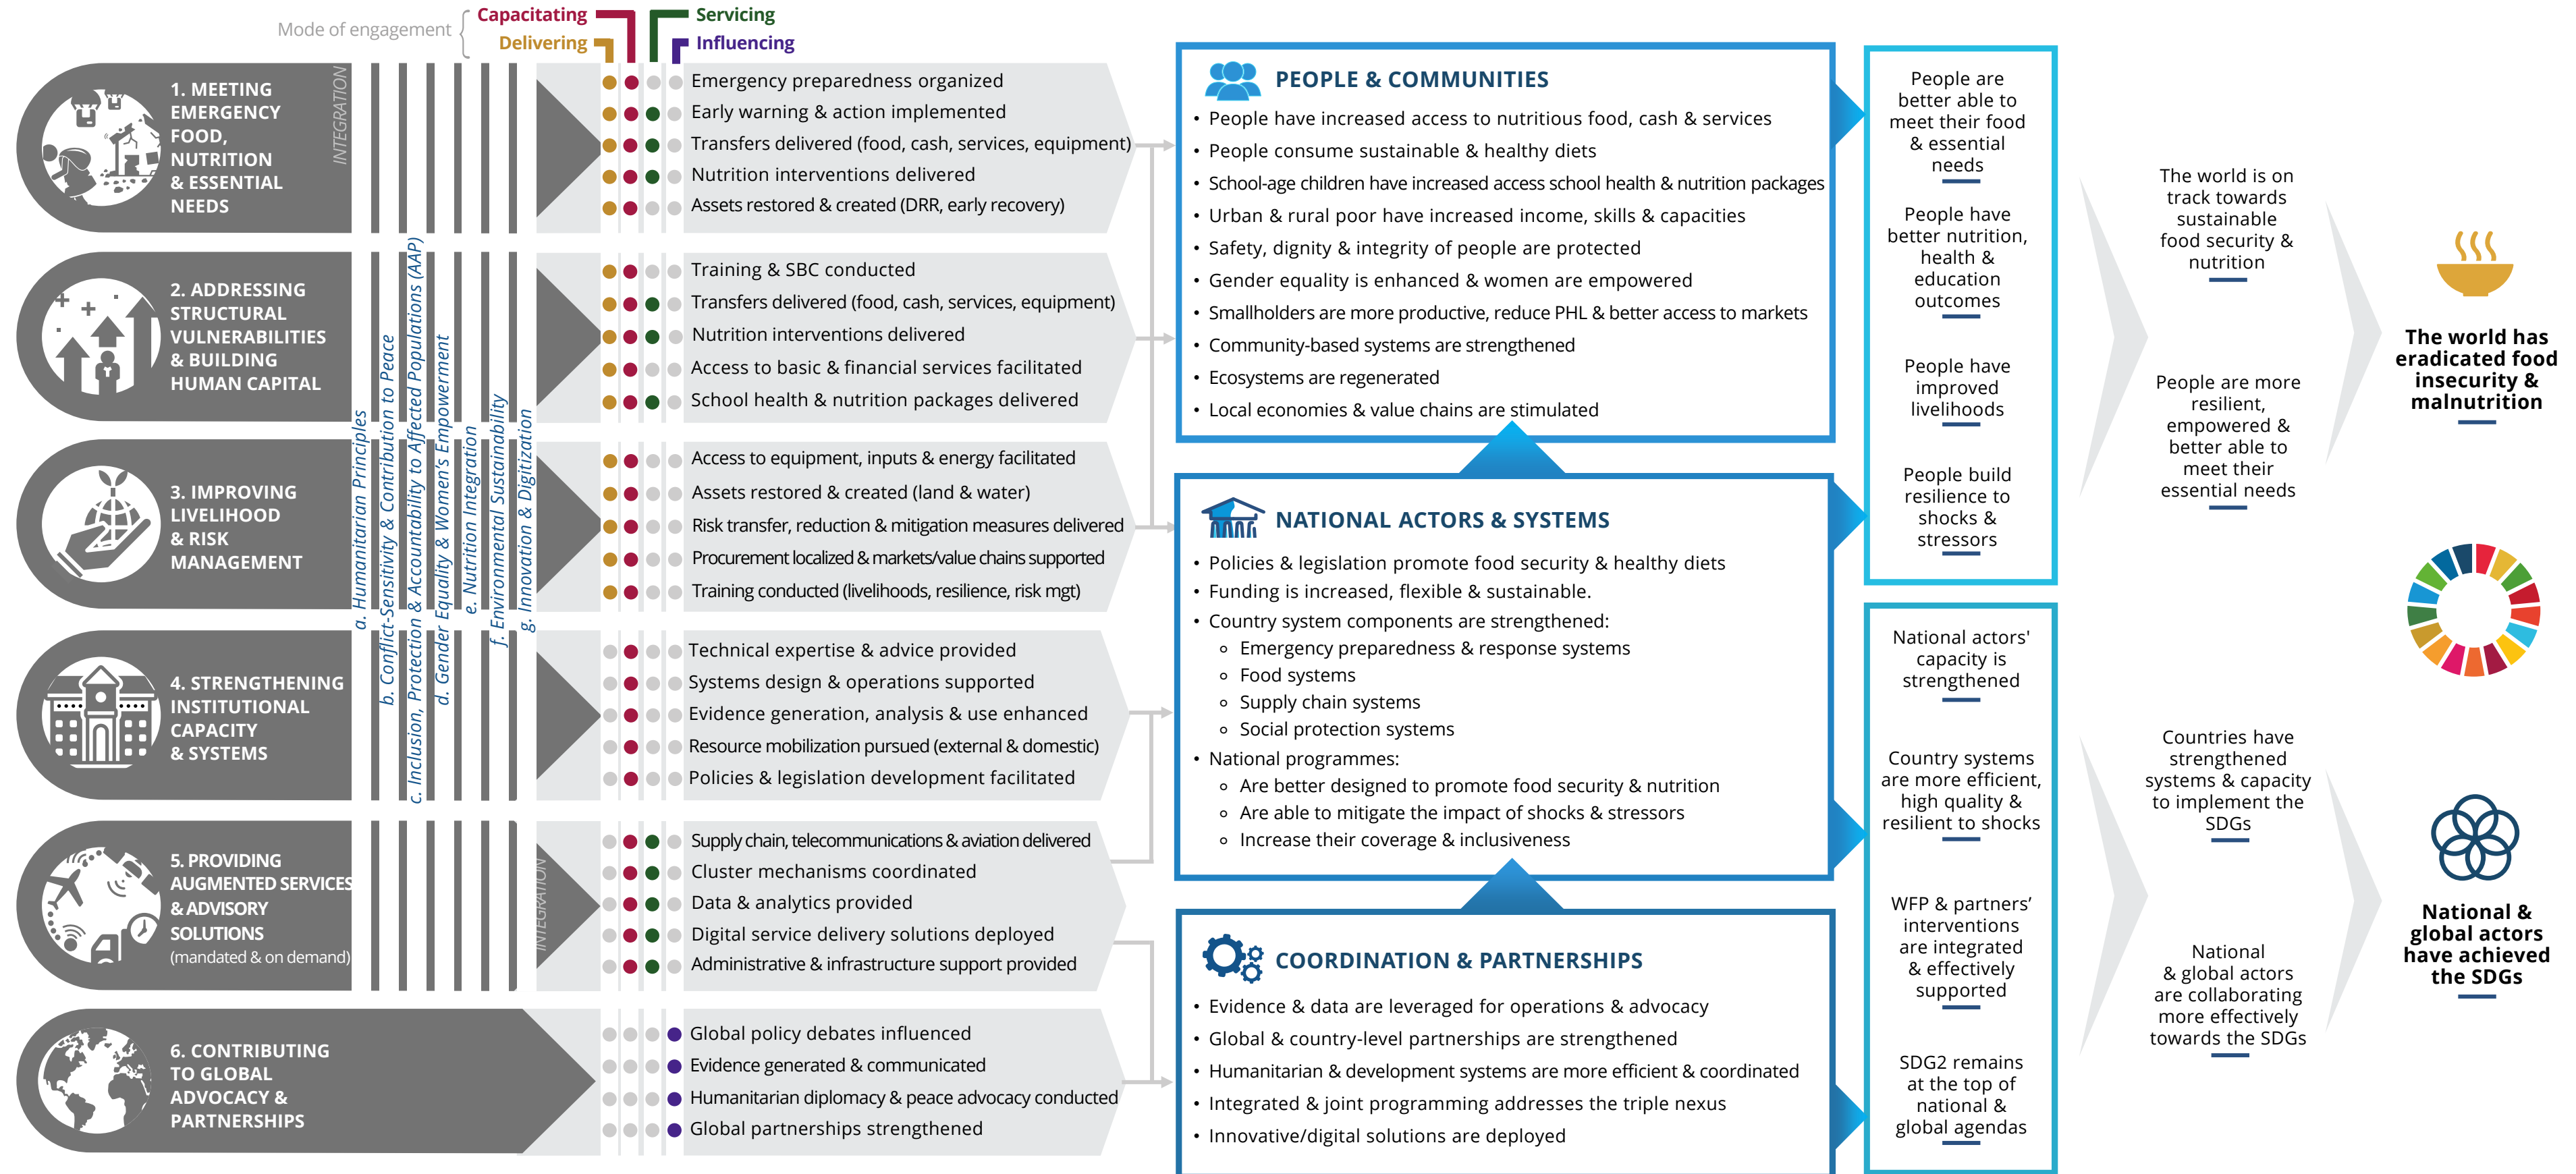 Mode of engagement
Capacitating
Delivering
Servicing
Influencing
1. MEETING
EMERGENCY
FOOD,
NUTRITION
& ESSENTIAL
NEEDS
INTEGRATION
Emergency preparedness organized
Early warning & action implemented
Transfers delivered (food, cash, services, equipment)
Nutrition interventions delivered
Assets restored & created (DRR, early recovery)
2. ADDRESSING
STRUCTURAL
VULNERABILITIES
& BUILDING
HUMAN CAPITAL
Training & SBC conducted
Transfers delivered (food, cash, services, equipment)
Nutrition interventions delivered
Access to basic & financial services facilitated
School health & nutrition packages delivered
3. IMPROVING
LIVELIHOOD
& RISK
MANAGEMENT
Access to equipment, inputs & energy facilitated
Assets restored & created (land & water)
Risk transfer, reduction & mitigation measures delivered
Procurement localized & markets/value chains supported
Training conducted (livelihoods, resilience, risk mgt)
4. STRENGTHENING
INSTITUTIONAL
CAPACITY
& SYSTEMS
Technical expertise & advice provided
Systems design & operations supported
Evidence generation, analysis & use enhanced
Resource mobilization pursued (external & domestic)
Policies & legislation development facilitated
5. PROVIDING
AUGMENTED SERVICES
& ADVISORY
SOLUTIONS
(mandated & on demand)
INTEGRATION
Supply chain, telecommunications & aviation delivered
Cluster mechanisms coordinated
Data & analytics provided
Digital service delivery solutions deployed
Administrative & infrastructure support provided
6. CONTRIBUTING
TO GLOBAL
ADVOCACY &
PARTNERSHIPS
Global policy debates influenced
Evidence generated & communicated
Humanitarian diplomacy & peace advocacy conducted
Global partnerships strengthened
a. Humanitarian Principles
b. Conflict-Sensitivity & Contribution to Peace
c. Inclusion, Protection & Accountability to Affected Populations (AAP)
d. Gender Equality & Women's Empowerment
e. Nutrition Integration
f. Environmental Sustainability
g. Innovation & Digitization
PEOPLE & COMMUNITIES
• People have increased access to nutritious food, cash & services
• People consume sustainable & healthy diets
• School-age children have increased access school health & nutrition packages
• Urban & rural poor have increased income, skills & capacities
• Safety, dignity & integrity of people are protected
• Gender equality is enhanced & women are empowered
• Smallholders are more productive, reduce PHL & better access to markets
• Community-based systems are strengthened
• Ecosystems are regenerated
• Local economies & value chains are stimulated
NATIONAL ACTORS & SYSTEMS
• Policies & legislation promote food security & healthy diets
• Funding is increased, flexible & sustainable.
• Country system components are strengthened:
◦ Emergency preparedness & response systems
◦ Food systems
◦ Supply chain systems
◦ Social protection systems
• National programmes:
◦ Are better designed to promote food security & nutrition
◦ Are able to mitigate the impact of shocks & stressors
◦ Increase their coverage & inclusiveness
COORDINATION & PARTNERSHIPS
• Evidence & data are leveraged for operations & advocacy
• Global & country-level partnerships are strengthened
• Humanitarian & development systems are more efficient & coordinated
• Integrated & joint programming addresses the triple nexus
• Innovative/digital solutions are deployed
People are
better able to
meet their food
& essential
needs
People have
better nutrition,
health &
education
outcomes
People have
improved
livelihoods
People build
resilience to
shocks &
stressors
National actors'
capacity is
strengthened
Country systems
are more efficient,
high quality &
resilient to shocks
WFP & partners’
interventions
are integrated
& effectively
supported
SDG2 remains
at the top of
national &
global agendas
The world is on
track towards
sustainable
food security &
nutrition
People are more
resilient,
empowered &
better able to
meet their
essential needs
Countries have
strengthened
systems & capacity
to implement the
SDGs
National
& global actors
are collaborating
more effectively
towards the SDGs
The world has
eradicated food
insecurity &
malnutrition
National &
global actors
have achieved
the SDGs